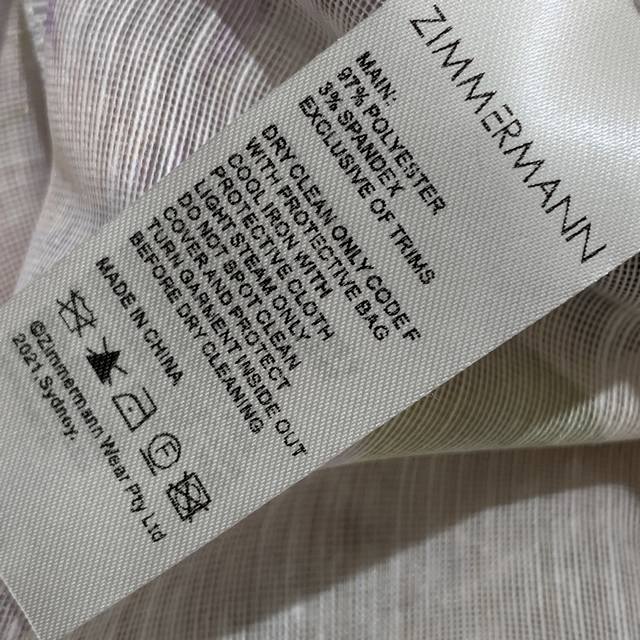 ZIMMERMANN
MAIN:
97% POLYESTER
3% SPANDEX
EXCLUSIVE OF TRIMS
DRY CLEAN ONLY CODE F
WITH PROTECTIVE BAG
COOL IRON WITH
PROTECTIVE CLOTH
LIGHT STEAM ONLY
DO NOT SPOT CLEAN
COVER AND PROTECT
TURN GARMENT INSIDE OUT
BEFORE DRY CLEANING
MADE IN CHINA
F
©Zimmermann Wear Pty Ltd
2021.Sydney.